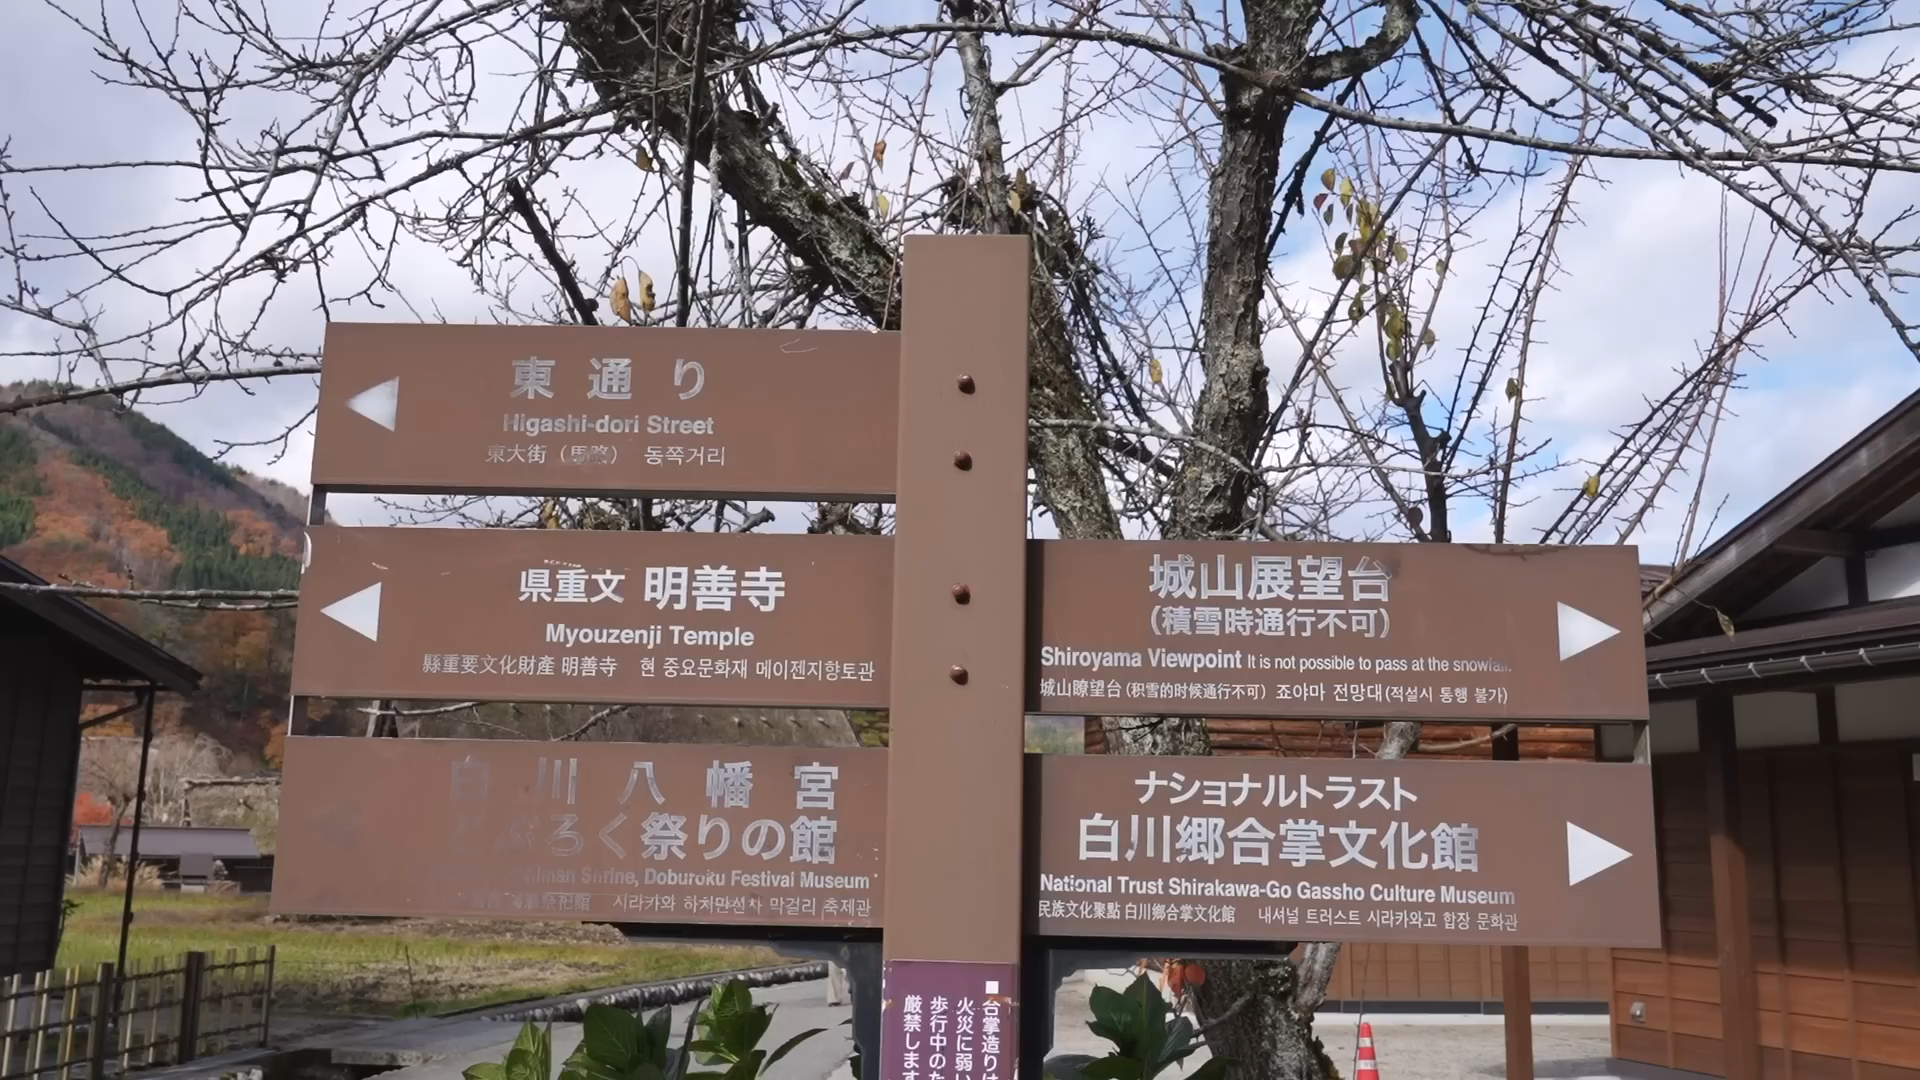 東通り
Higashi-dori Street
東大街（馬路） 동쪽거리
県重文 明善寺
Myouzenji Temple
縣重要文化財產 明善寺 현 중요문화재 메이젠지향토관
白川八幡宮
どぶろく祭りの館
Shrine, Doburoku Festival Museum
시라카와 하치만신사 막걸리 축제관
城山展望台
(積雪時通行不可)
Shiroyama Viewpoint It is not possible to pass at the snowfall.
城山瞭望台(积雪的时候通行不可) 죠야마 전망대(적설시 통행 불가)
ナショナルトラスト
白川郷合掌文化館
National Trust Shirakawa-Go Gassho Culture Museum
民族文化聚點 白川鄉合掌文化館 내셔널 트러스트 시라카와고 합장 문화관
■合掌造りは
火災に弱い
歩行中のた
厳禁します